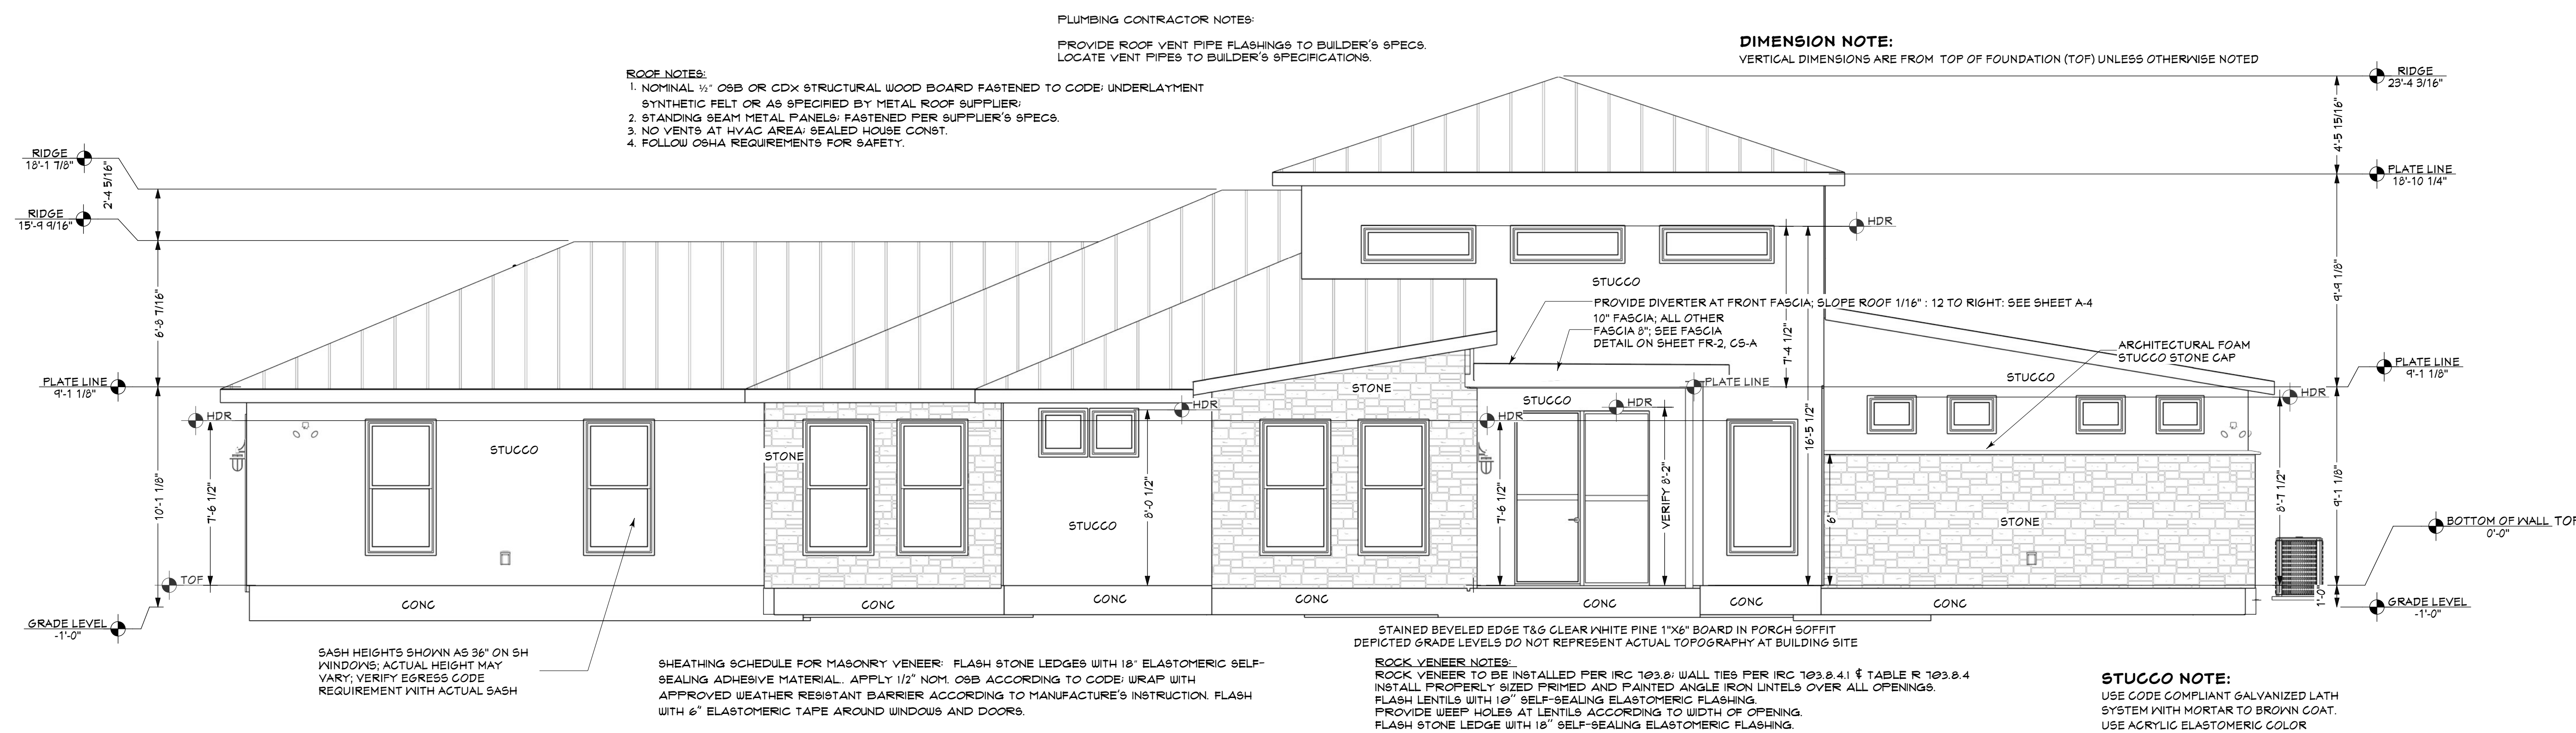 PLUMBING CONTRACTOR NOTES:
PROVIDE ROOF VENT PIPE FLASHINGS TO BUILDER'S SPECS.
LOCATE VENT PIPES TO BUILDER'S SPECIFICATIONS.
DIMENSION NOTE:
VERTICAL DIMENSIONS ARE FROM TOP OF FOUNDATION (TOF) UNLESS OTHERWISE NOTED
ROOF NOTES:
1. NOMINAL ½" OSB OR CDX STRUCTURAL WOOD BOARD FASTENED TO CODE; UNDERLAYMENT
SYNTHETIC FELT OR AS SPECIFIED BY METAL ROOF SUPPLIER;
2. STANDING SEAM METAL PANELS; FASTENED PER SUPPLIER'S SPECS.
3. NO VENTS AT HVAC AREA; SEALED HOUSE CONST.
4. FOLLOW OSHA REQUIREMENTS FOR SAFETY.
RIDGE
23'-4 3/16"
4'-5 15/16"
PLATE LINE
18'-10 1/4"
RIDGE
18'-1 7/8"
2'-4 5/16"
RIDGE
15'-9 9/16"
6'-8 7/16"
HDR
STUCCO
9'-9 1/8"
PROVIDE DIVERTER AT FRONT FASCIA; SLOPE ROOF 1/16" : 12 TO RIGHT: SEE SHEET A-4
10" FASCIA; ALL OTHER
FASCIA 8"; SEE FASCIA
DETAIL ON SHEET FR-2, CS-A
7'-4 1/2"
ARCHITECTURAL FOAM
STUCCO STONE CAP
PLATE LINE
9'-1 1/8"
PLATE LINE
9'-1 1/8"
STONE
PLATE LINE
STUCCO
STUCCO
HDR
HDR
HDR
HDR
HDR
STUCCO
STONE
16'-5 1/2"
10'-1 1/8"
7'-6 1/2"
8'-0 1/2"
7'-6 1/2"
VERIFY 8'-2"
6'
8'-7 1/2"
9'-1 1/8"
STUCCO
STONE
BOTTOM OF WALL TOF
0'-0"
TOF
1'-0"
CONC
CONC
CONC
CONC
CONC
CONC
CONC
GRADE LEVEL
-1'-0"
GRADE LEVEL
-1'-0"
STAINED BEVELED EDGE T&G CLEAR WHITE PINE 1"X6" BOARD IN PORCH SOFFIT
DEPICTED GRADE LEVELS DO NOT REPRESENT ACTUAL TOPOGRAPHY AT BUILDING SITE
SASH HEIGHTS SHOWN AS 36" ON SH
WINDOWS; ACTUAL HEIGHT MAY
VARY; VERIFY EGRESS CODE
REQUIREMENT WITH ACTUAL SASH
SHEATHING SCHEDULE FOR MASONRY VENEER: FLASH STONE LEDGES WITH 18" ELASTOMERIC SELF-
SEALING ADHESIVE MATERIAL.. APPLY 1/2" NOM. OSB ACCORDING TO CODE; WRAP WITH
APPROVED WEATHER RESISTANT BARRIER ACCORDING TO MANUFACTURE'S INSTRUCTION. FLASH
WITH 6" ELASTOMERIC TAPE AROUND WINDOWS AND DOORS.
ROCK VENEER NOTES:
ROCK VENEER TO BE INSTALLED PER IRC 703.8; WALL TIES PER IRC 703.8.4.1 & TABLE R 703.8.4
INSTALL PROPERLY SIZED PRIMED AND PAINTED ANGLE IRON LINTELS OVER ALL OPENINGS.
FLASH LENTILS WITH 10" SELF-SEALING ELASTOMERIC FLASHING.
PROVIDE WEEP HOLES AT LENTILS ACCORDING TO WIDTH OF OPENING.
FLASH STONE LEDGE WITH 18" SELF-SEALING ELASTOMERIC FLASHING.
STUCCO NOTE:
USE CODE COMPLIANT GALVANIZED LATH
SYSTEM WITH MORTAR TO BROWN COAT.
USE ACRYLIC ELASTOMERIC COLOR